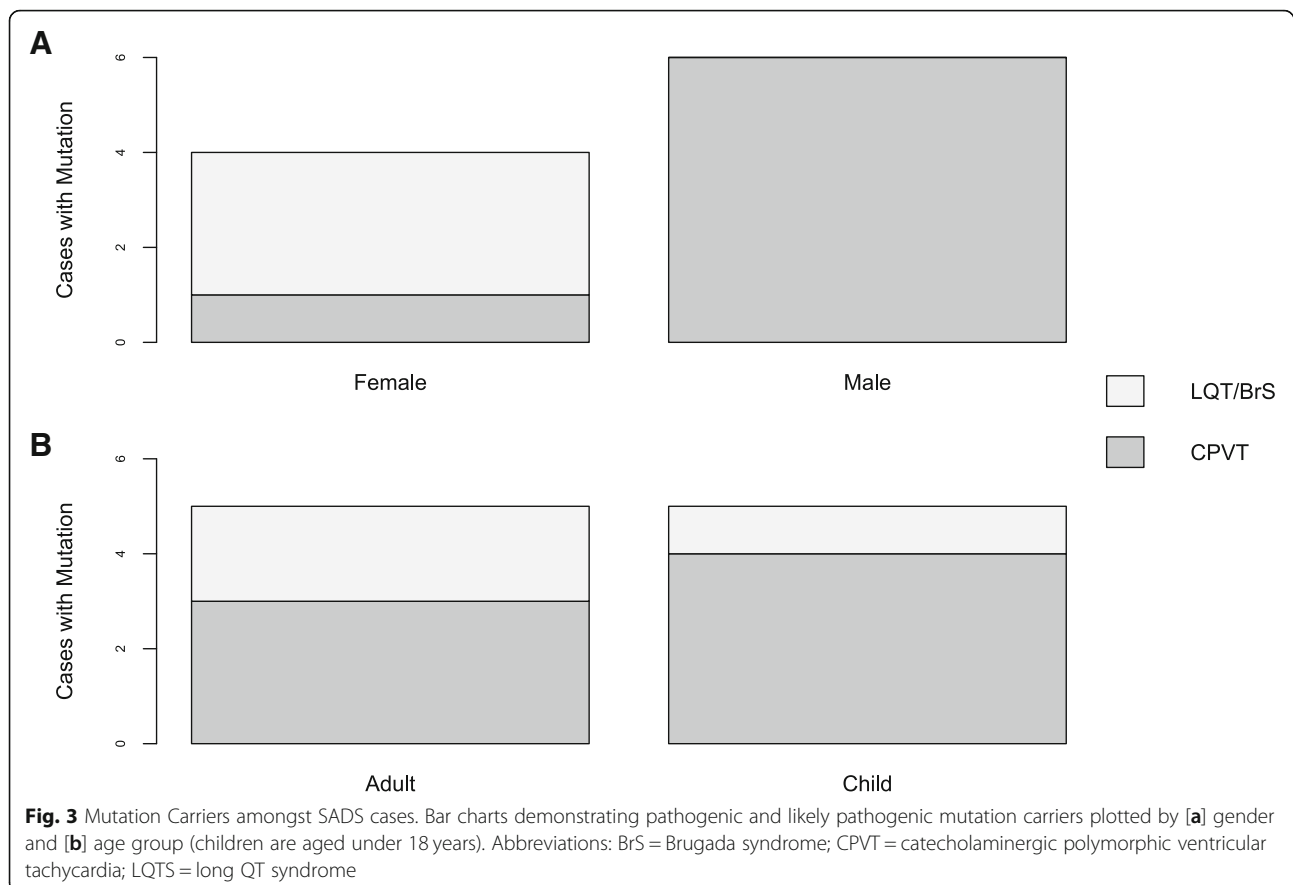 A
Cases with Mutation
6
4
2
0
Female
Male
LQT/BrS
CPVT
B
Cases with Mutation
6
4
2
0
Adult
Child
Fig. 3 Mutation Carriers amongst SADS cases. Bar charts demonstrating pathogenic and likely pathogenic mutation carriers plotted by [a] gender
and [b] age group (children are aged under 18 years). Abbreviations: BrS = Brugada syndrome; CPVT = catecholaminergic polymorphic ventricular
tachycardia; LQTS = long QT syndrome